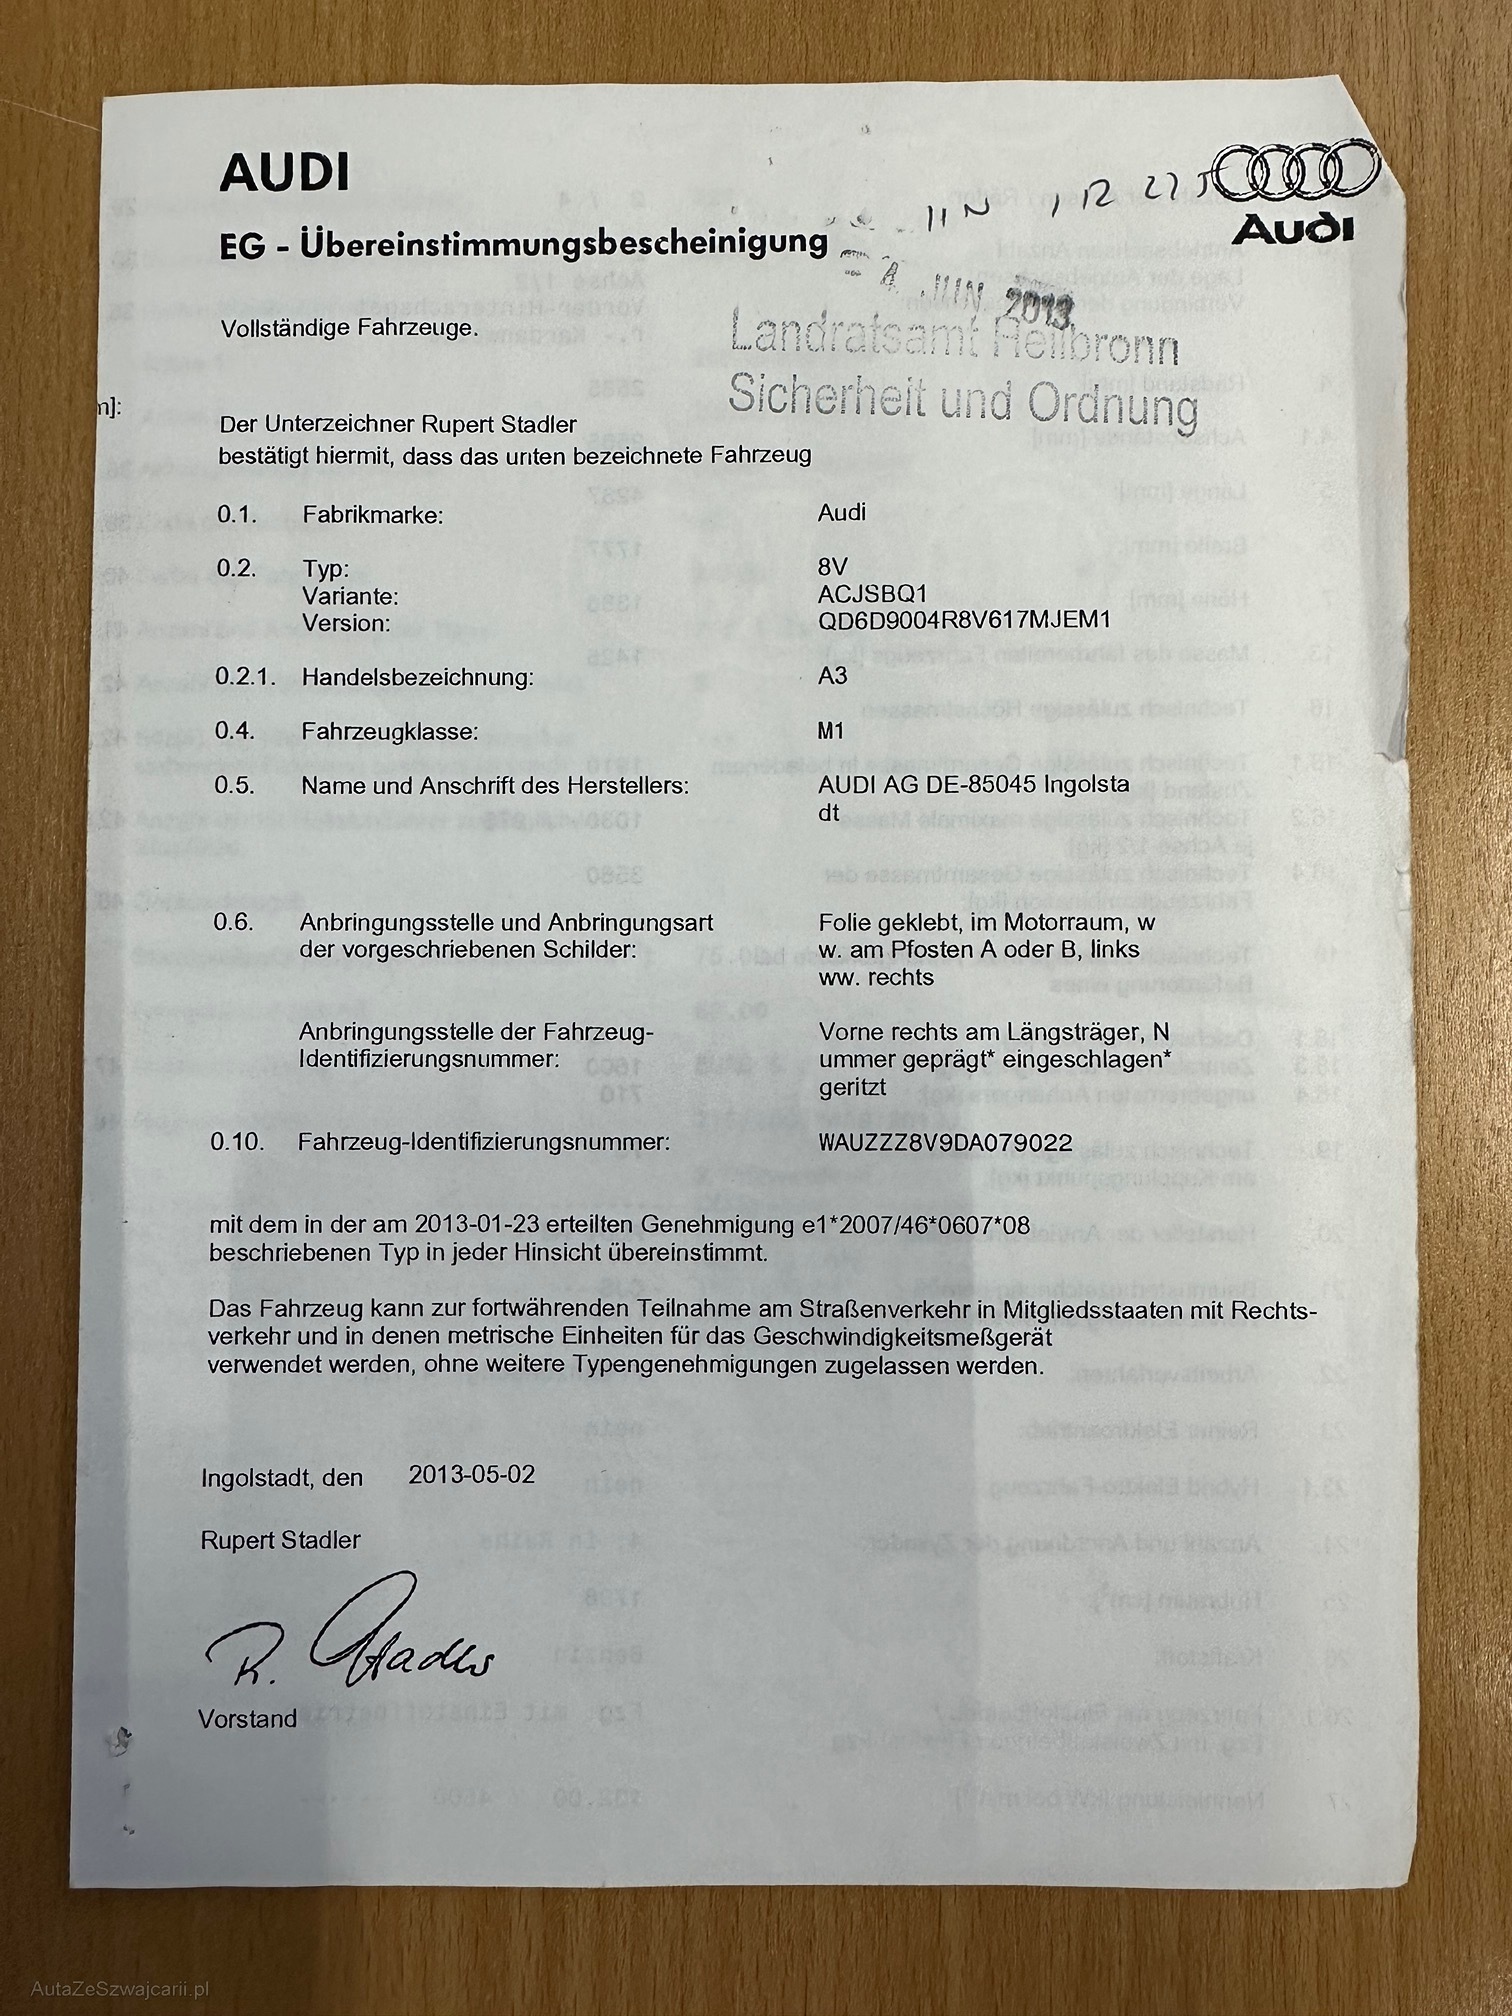 AUDI
Audi
EG - Übereinstimmungsbescheinigung
4. JUN. 2013
Landratsamt Heilbronn
Sicherheit und Ordnung
Vollständige Fahrzeuge.
m]:
Der Unterzeichner Rupert Stadler
bestätigt hiermit, dass das unten bezeichnete Fahrzeug
0.1. Fabrikmarke: Audi
0.2. Typ: 8V
Variante: ACJSBQ1
Version: QD6D9004R8V617MJEM1
0.2.1. Handelsbezeichnung: A3
0.4. Fahrzeugklasse: M1
0.5. Name und Anschrift des Herstellers: AUDI AG DE-85045 Ingolsta
dt
0.6. Anbringungsstelle und Anbringungsart Folie geklebt, im Motorraum, w
der vorgeschriebenen Schilder: w. am Pfosten A oder B, links
ww. rechts
Anbringungsstelle der Fahrzeug- Vorne rechts am Längsträger, N
Identifizierungsnummer: ummer geprägt* eingeschlagen*
geritzt
0.10. Fahrzeug-Identifizierungsnummer: WAUZZZ8V9DA079022
mit dem in der am 2013-01-23 erteilten Genehmigung e1*2007/46*0607*08
beschriebenen Typ in jeder Hinsicht übereinstimmt.
Das Fahrzeug kann zur fortwährenden Teilnahme am Straßenverkehr in Mitgliedsstaaten mit Rechts-
verkehr und in denen metrische Einheiten für das Geschwindigkeitsmeßgerät
verwendet werden, ohne weitere Typengenehmigungen zugelassen werden.
Ingolstadt, den 2013-05-02
Rupert Stadler
R. Stadler
Vorstand
AutaZeSzwajcarii.pl